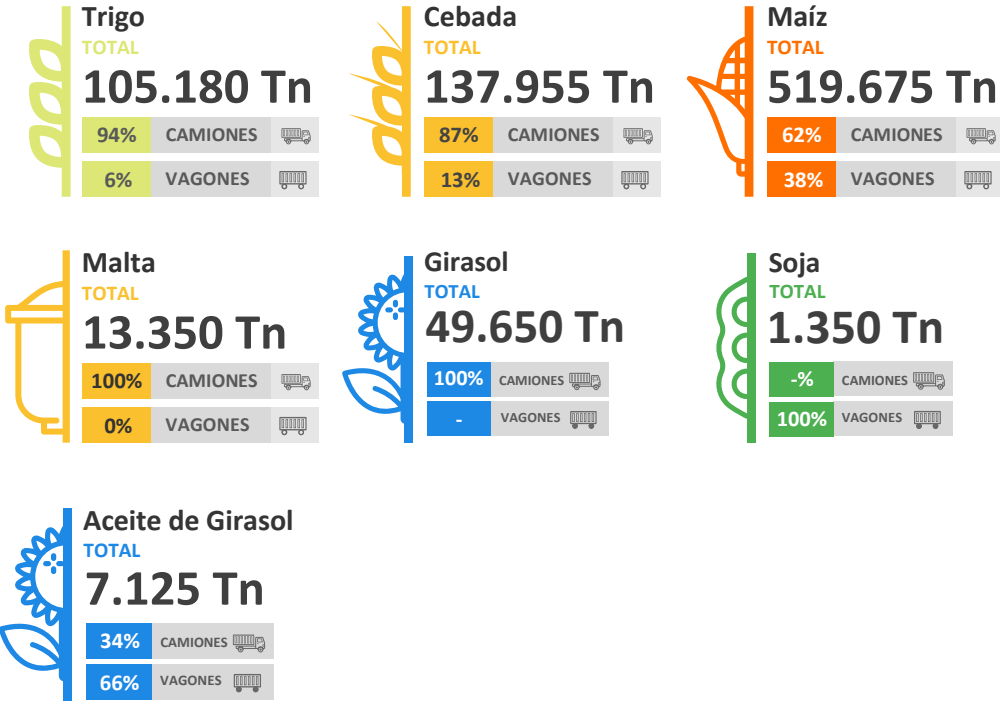 Trigo
TOTAL
105.180 Tn
94% CAMIONES
6% VAGONES
Cebada
TOTAL
137.955 Tn
87% CAMIONES
13% VAGONES
Maíz
TOTAL
519.675 Tn
62% CAMIONES
38% VAGONES
Malta
TOTAL
13.350 Tn
100% CAMIONES
0% VAGONES
Girasol
TOTAL
49.650 Tn
100% CAMIONES
- VAGONES
Soja
TOTAL
1.350 Tn
-% CAMIONES
100% VAGONES
Aceite de Girasol
TOTAL
7.125 Tn
34% CAMIONES
66% VAGONES